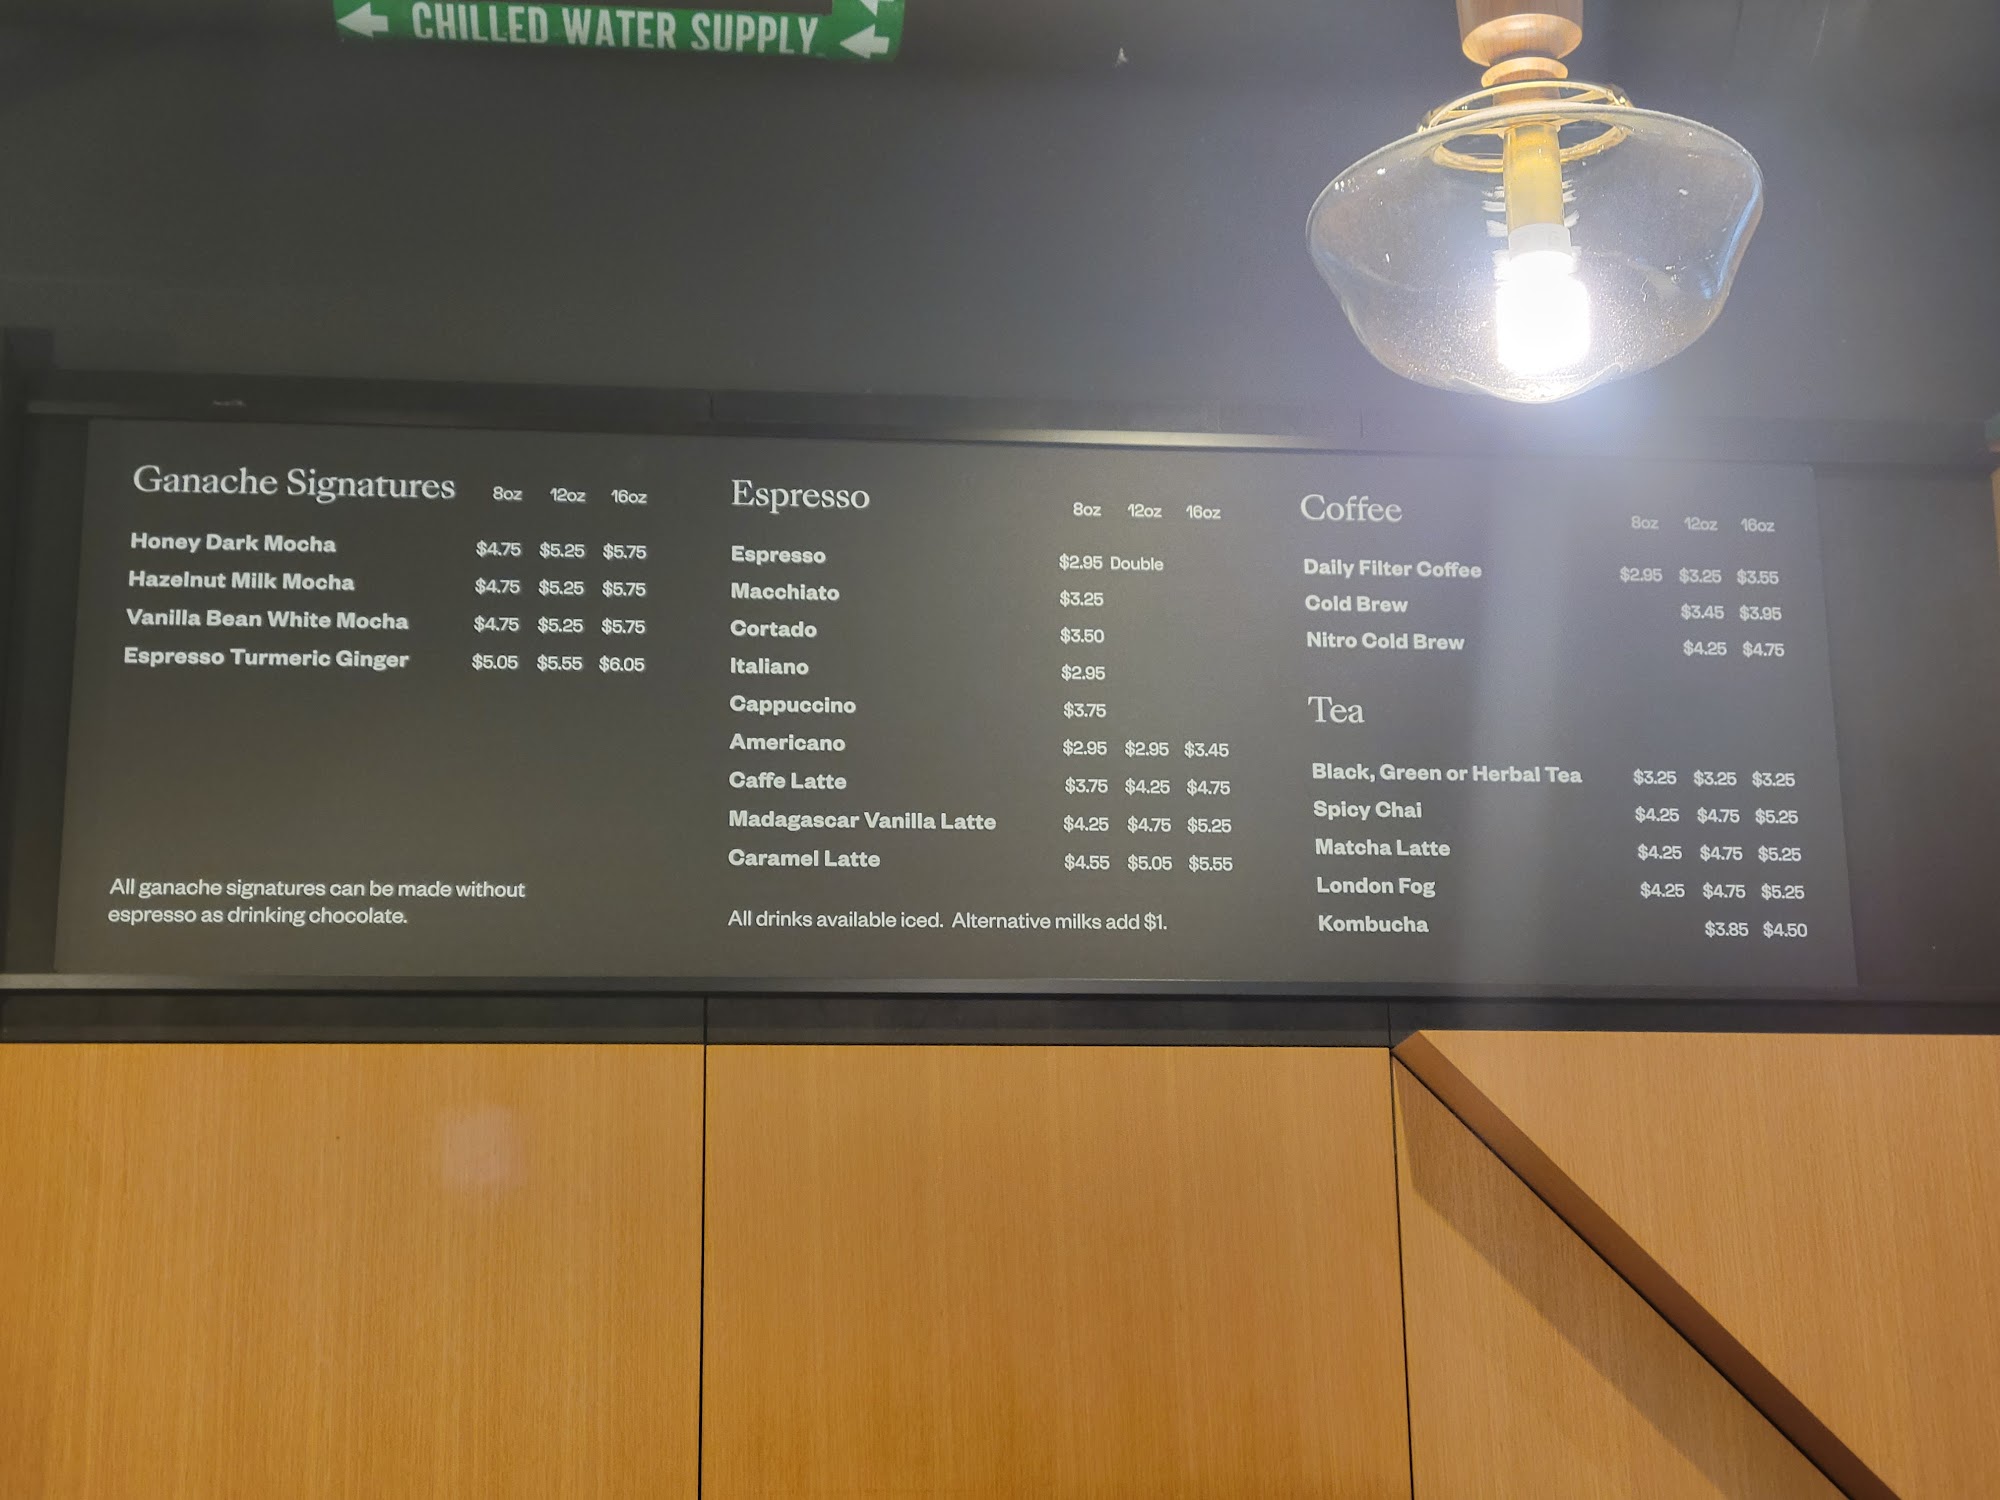 CHILLED WATER SUPPLY
Ganache Signatures 8oz 12oz 16oz
Honey Dark Mocha $4.75 $5.25 $5.75
Hazelnut Milk Mocha $4.75 $5.25 $5.75
Vanilla Bean White Mocha $4.75 $5.25 $5.75
Espresso Turmeric Ginger $5.05 $5.55 $6.05
All ganache signatures can be made without
espresso as drinking chocolate.
Espresso 8oz 12oz 16oz
Espresso $2.95 Double
Macchiato $3.25
Cortado $3.50
Italiano $2.95
Cappuccino $3.75
Americano $2.95 $2.95 $3.45
Caffe Latte $3.75 $4.25 $4.75
Madagascar Vanilla Latte $4.25 $4.75 $5.25
Caramel Latte $4.55 $5.05 $5.55
All drinks available iced. Alternative milks add $1.
Coffee 8oz 12oz 16oz
Daily Filter Coffee $2.95 $3.25 $3.55
Cold Brew $3.45 $3.95
Nitro Cold Brew $4.25 $4.75
Tea
Black, Green or Herbal Tea $3.25 $3.25 $3.25
Spicy Chai $4.25 $4.75 $5.25
Matcha Latte $4.25 $4.75 $5.25
London Fog $4.25 $4.75 $5.25
Kombucha $3.85 $4.50